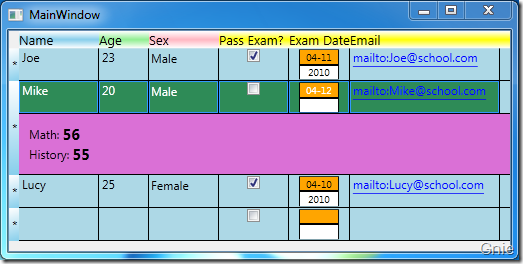 MainWindow
Name Age Sex Pass Exam? Exam Date Email
* Joe 23 Male 04-11 2010 mailto:Joe@school.com
* Mike 20 Male 04-12 mailto:Mike@school.com
Math: 56
History: 55
* Lucy 25 Female 04-10 2010 mailto:Lucy@school.com
*